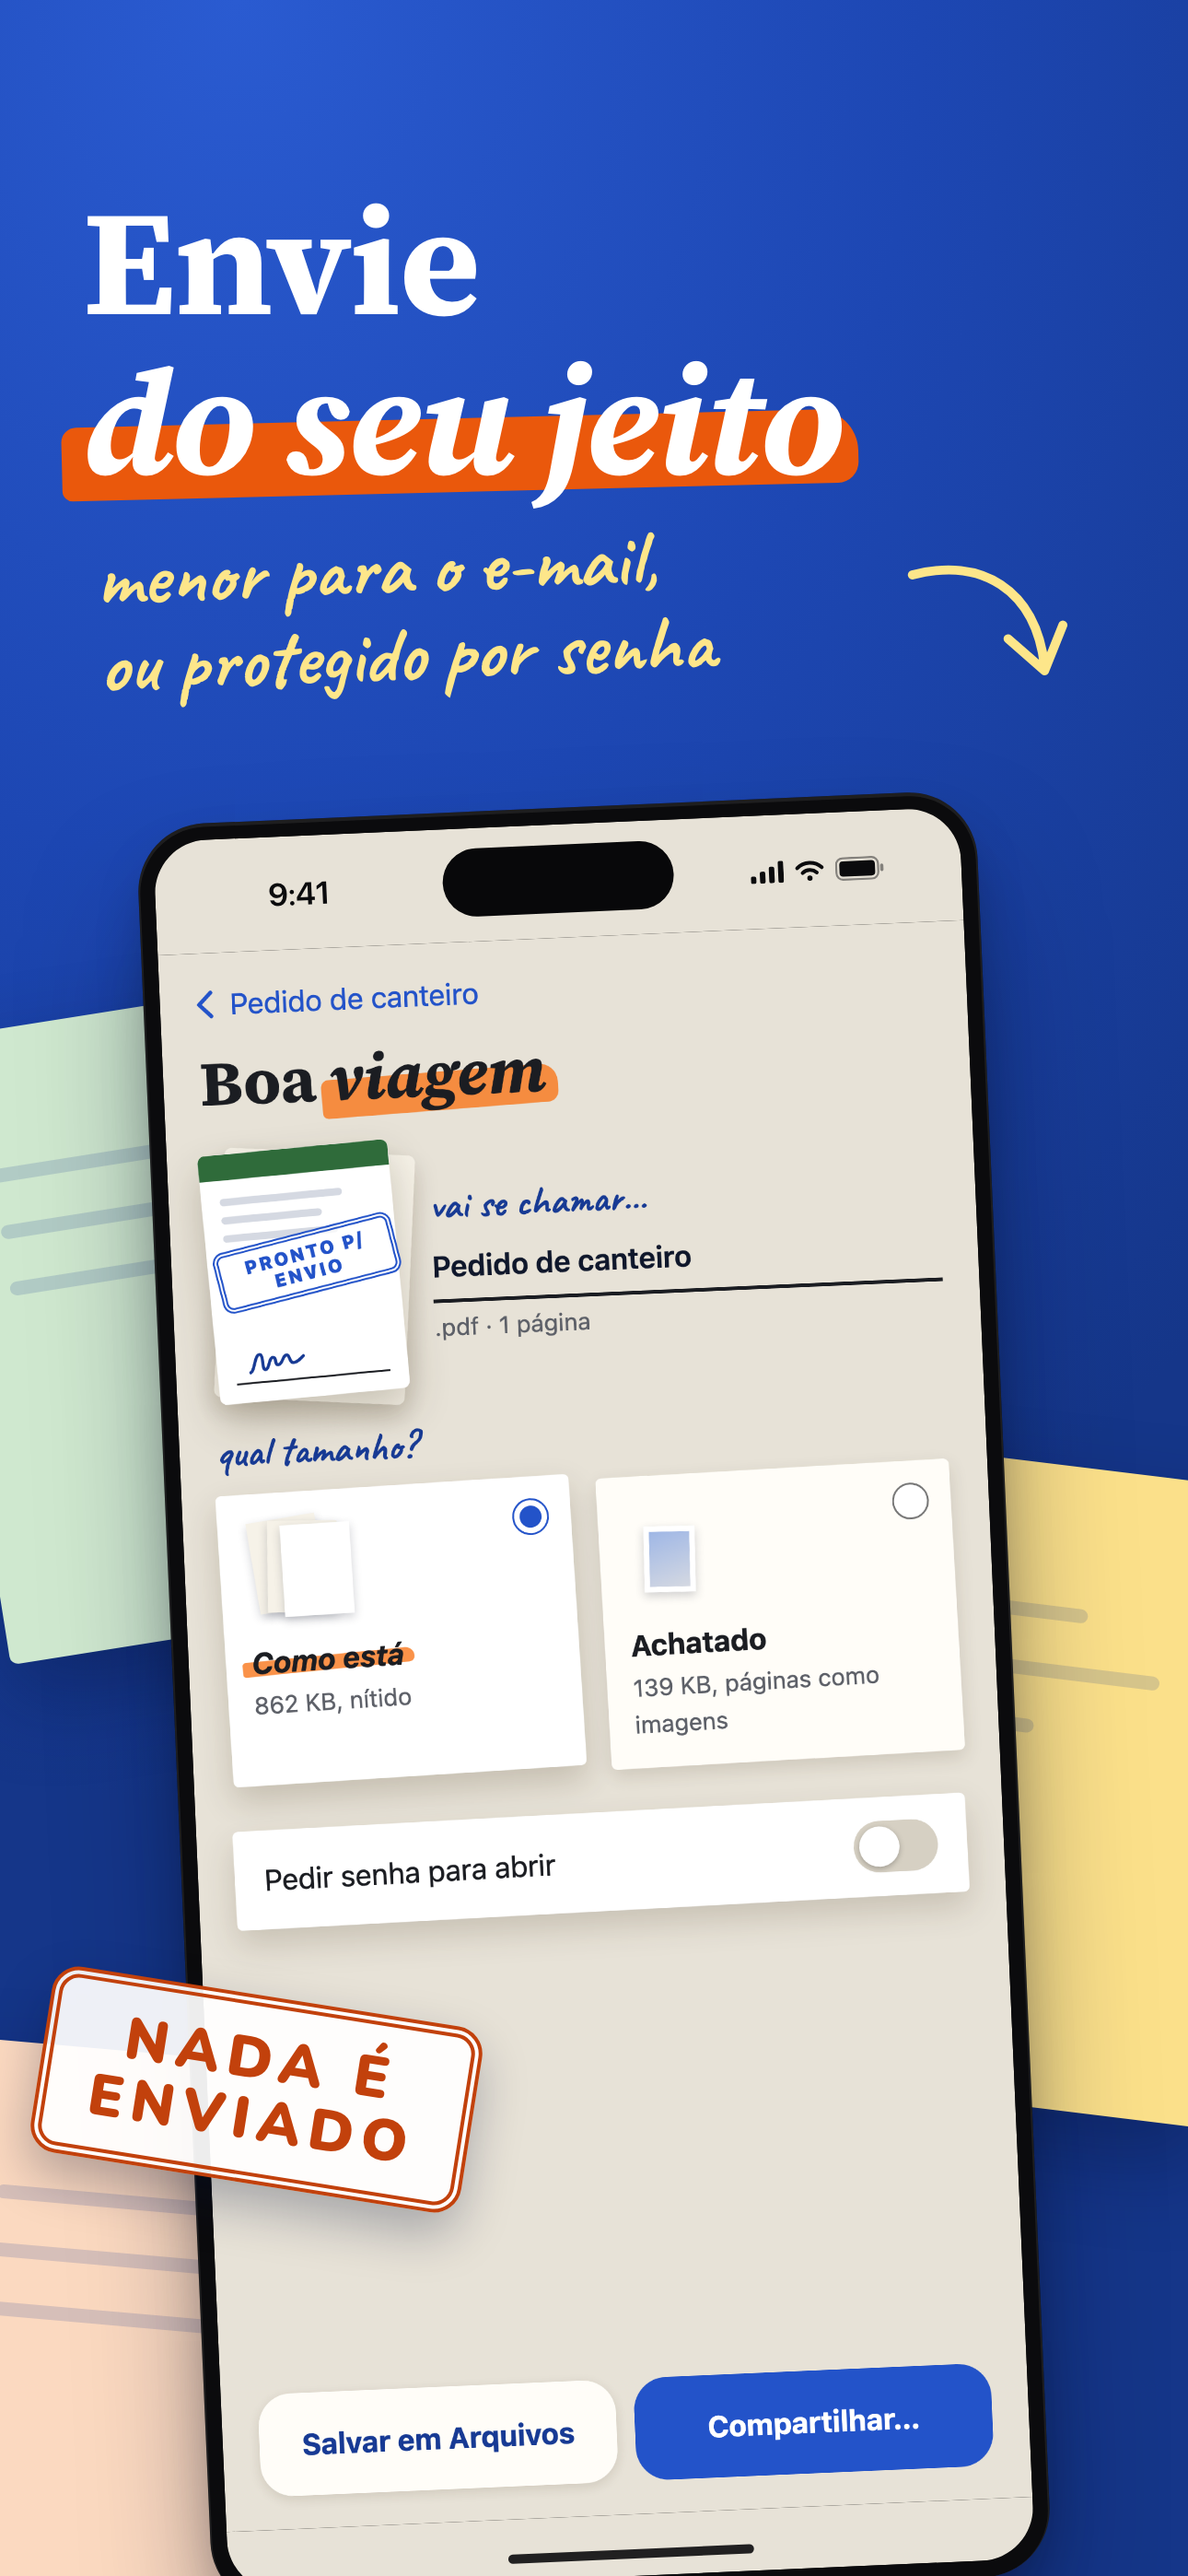 Envie
do seu jeito
menor para o e-mail,
ou protegido por senha
9:41
Pedido de canteiro
Boa viagem
PRONTO P/
ENVIO
vai se chamar...
Pedido de canteiro
.pdf · 1 página
qual tamanho?
Como está
862 KB, nítido
Achatado
139 KB, páginas como
imagens
Pedir senha para abrir
NADA É
ENVIADO
Salvar em Arquivos
Compartilhar...